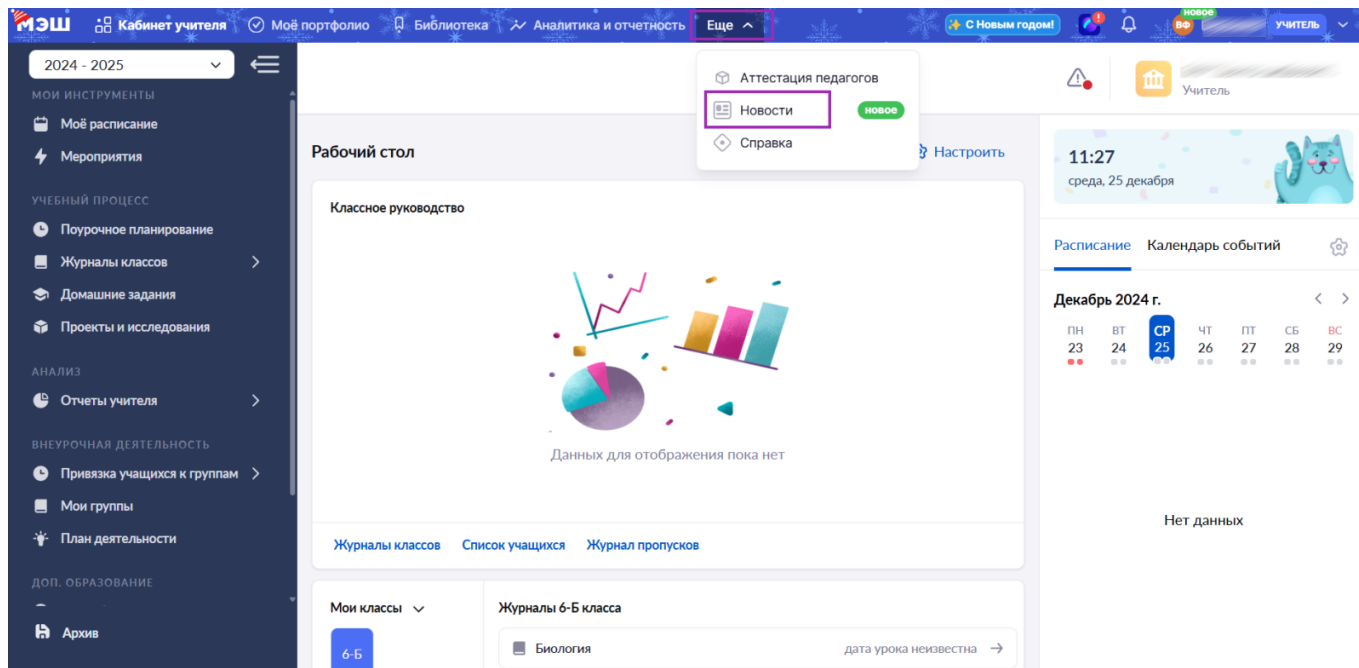 МЭШ
Кабинет учителя
Моё портфолио
Библиотека
Аналитика и отчетность
Еще
С Новым годом!
новое
ВФ
УЧИТЕЛЬ
2024 - 2025
МОИ ИНСТРУМЕНТЫ
Моё расписание
Мероприятия
УЧЕБНЫЙ ПРОЦЕСС
Поурочное планирование
Журналы классов
Домашние задания
Проекты и исследования
АНАЛИЗ
Отчеты учителя
ВНЕУРОЧНАЯ ДЕЯТЕЛЬНОСТЬ
Привязка учащихся к группам
Мои группы
План деятельности
ДОП. ОБРАЗОВАНИЕ
Архив
Аттестация педагогов
Новости
новое
Справка
Учитель
Рабочий стол
Настроить
Классное руководство
Данных для отображения пока нет
Журналы классов Список учащихся Журнал пропусков
Мои классы
6-Б
Журналы 6-Б класса
Биология
дата урока неизвестна
11:27
среда, 25 декабря
Расписание Календарь событий
Декабрь 2024 г.
ПН ВТ СР ЧТ ПТ СБ ВС
23 24 25 26 27 28 29
Нет данных